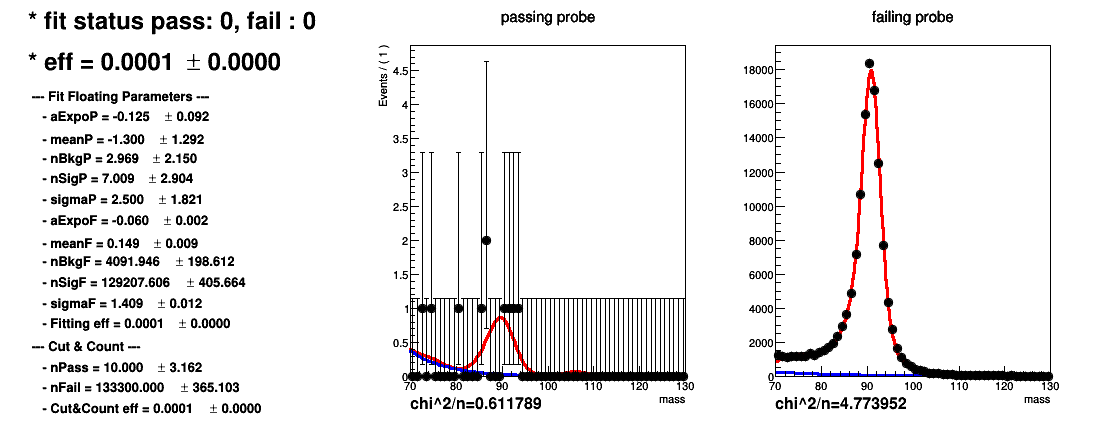 * fit status pass: 0, fail : 0
* eff = 0.0001 ± 0.0000
--- Fit Floating Parameters ---
- aExpoP = -0.125 ± 0.092
- meanP = -1.300 ± 1.292
- nBkgP = 2.969 ± 2.150
- nSigP = 7.009 ± 2.904
- sigmaP = 2.500 ± 1.821
- aExpoF = -0.060 ± 0.002
- meanF = 0.149 ± 0.009
- nBkgF = 4091.946 ± 198.612
- nSigF = 129207.606 ± 405.664
- sigmaF = 1.409 ± 0.012
- Fitting eff = 0.0001 ± 0.0000
--- Cut & Count ---
- nPass = 10.000 ± 3.162
- nFail = 133300.000 ± 365.103
- Cut&Count eff = 0.0001 ± 0.0000
passing probe
Events / ( 1 )
4.5
4
3.5
3
2.5
2
1.5
1
0.5
0
70 80 90 100 110 120 130
mass
chi^2/n=0.611789
failing probe
18000
16000
14000
12000
10000
8000
6000
4000
2000
0
70 80 90 100 110 120 130
mass
chi^2/n=4.773952